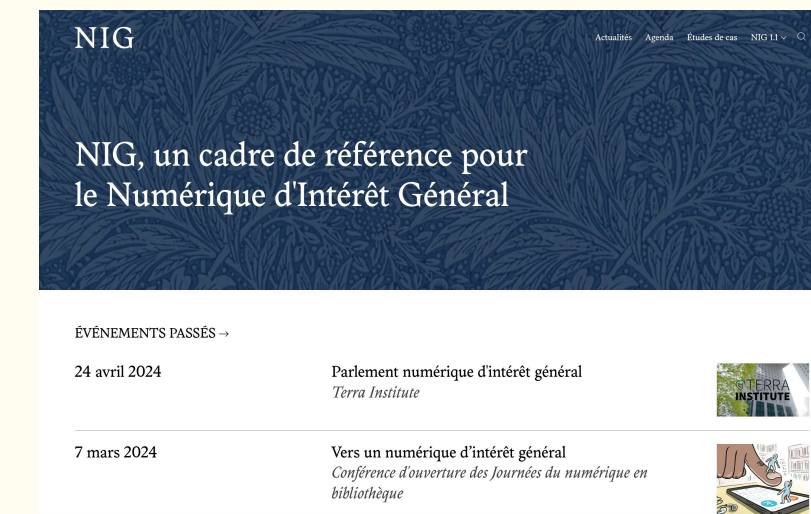 NIG
Actualités Agenda Études de cas NIG 1.1
NIG, un cadre de référence pour
le Numérique d'Intérêt Général
ÉVÉNEMENTS PASSÉS →
24 avril 2024
Parlement numérique d'intérêt général
Terra Institute
TERRA
INSTITUTE
7 mars 2024
Vers un numérique d’intérêt général
Conférence d'ouverture des Journées du numérique en
bibliothèque